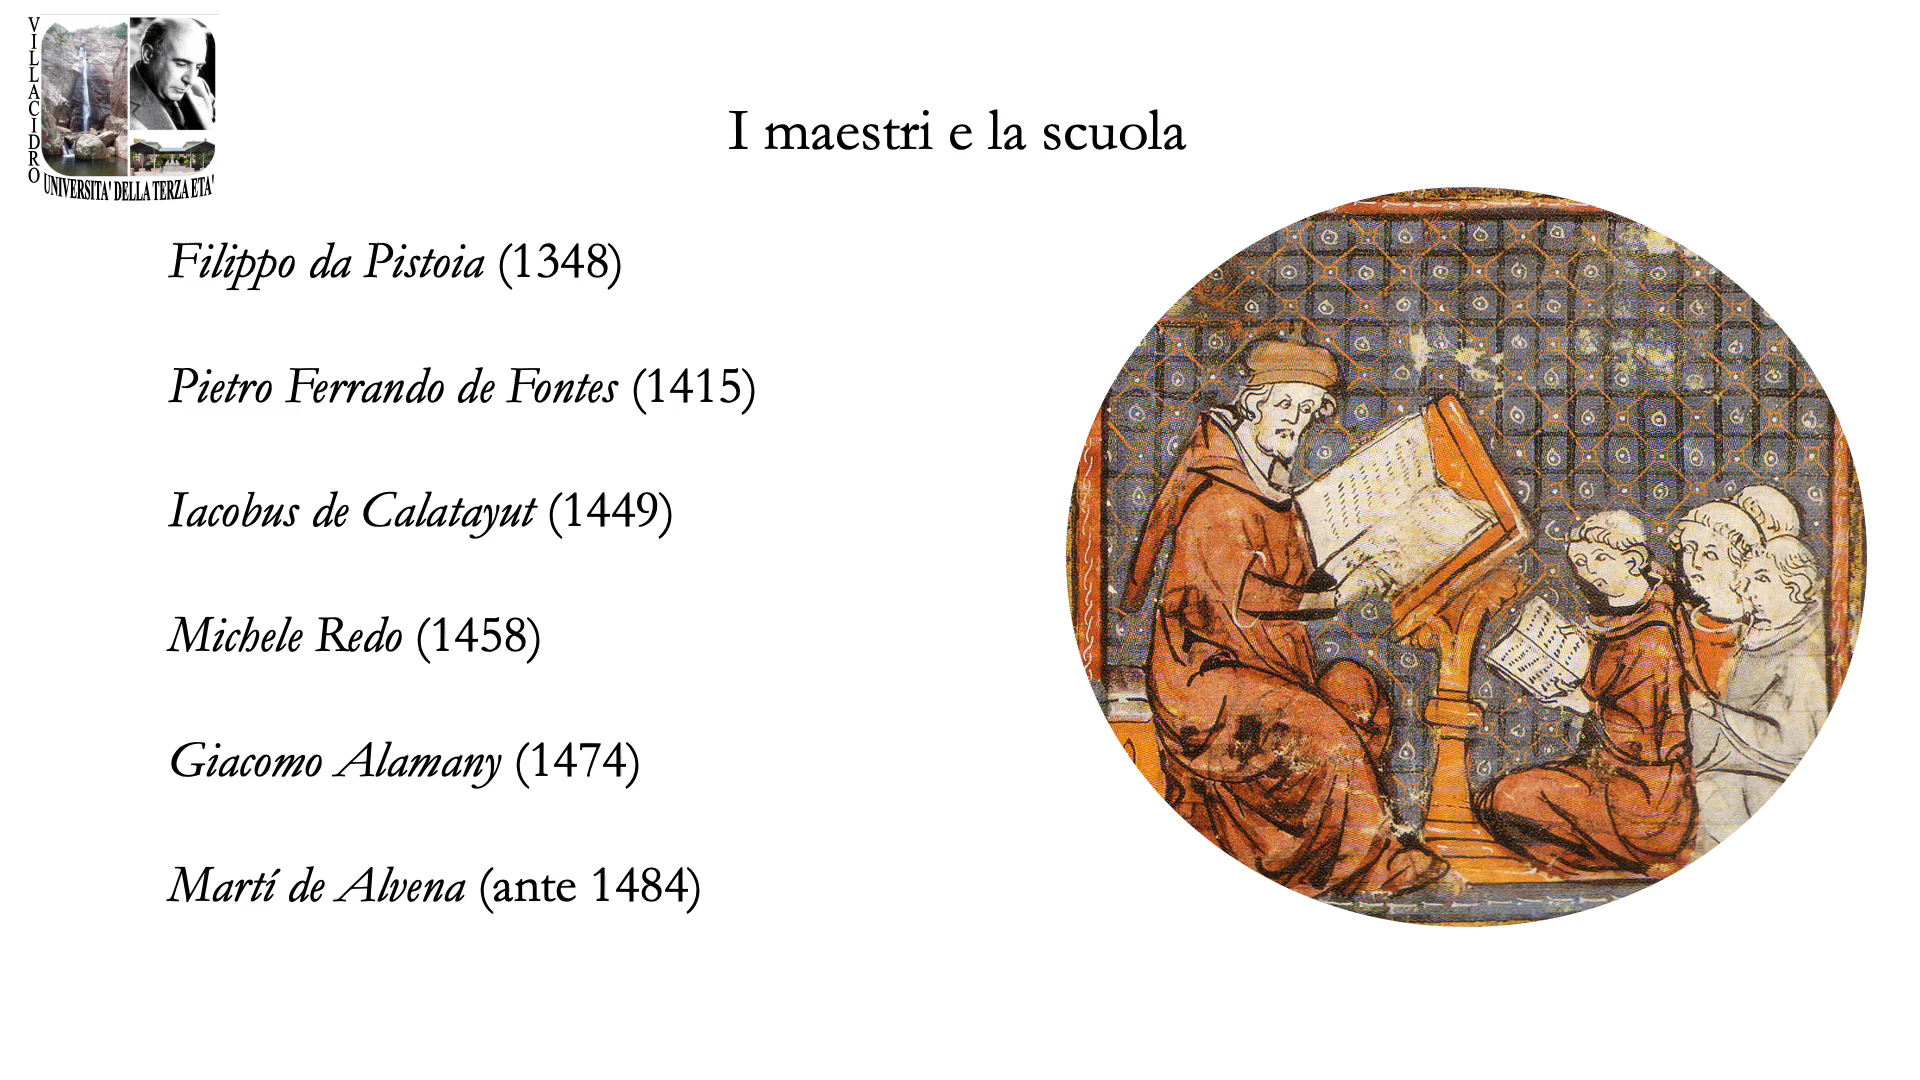 VILLACIDRO
UNIVERSITA' DELLA TERZA ETA'
I maestri e la scuola
Filippo da Pistoia (1348)
Pietro Ferrando de Fontes (1415)
Iacobus de Calatayut (1449)
Michele Redo (1458)
Giacomo Alamany (1474)
Martí de Alvena (ante 1484)